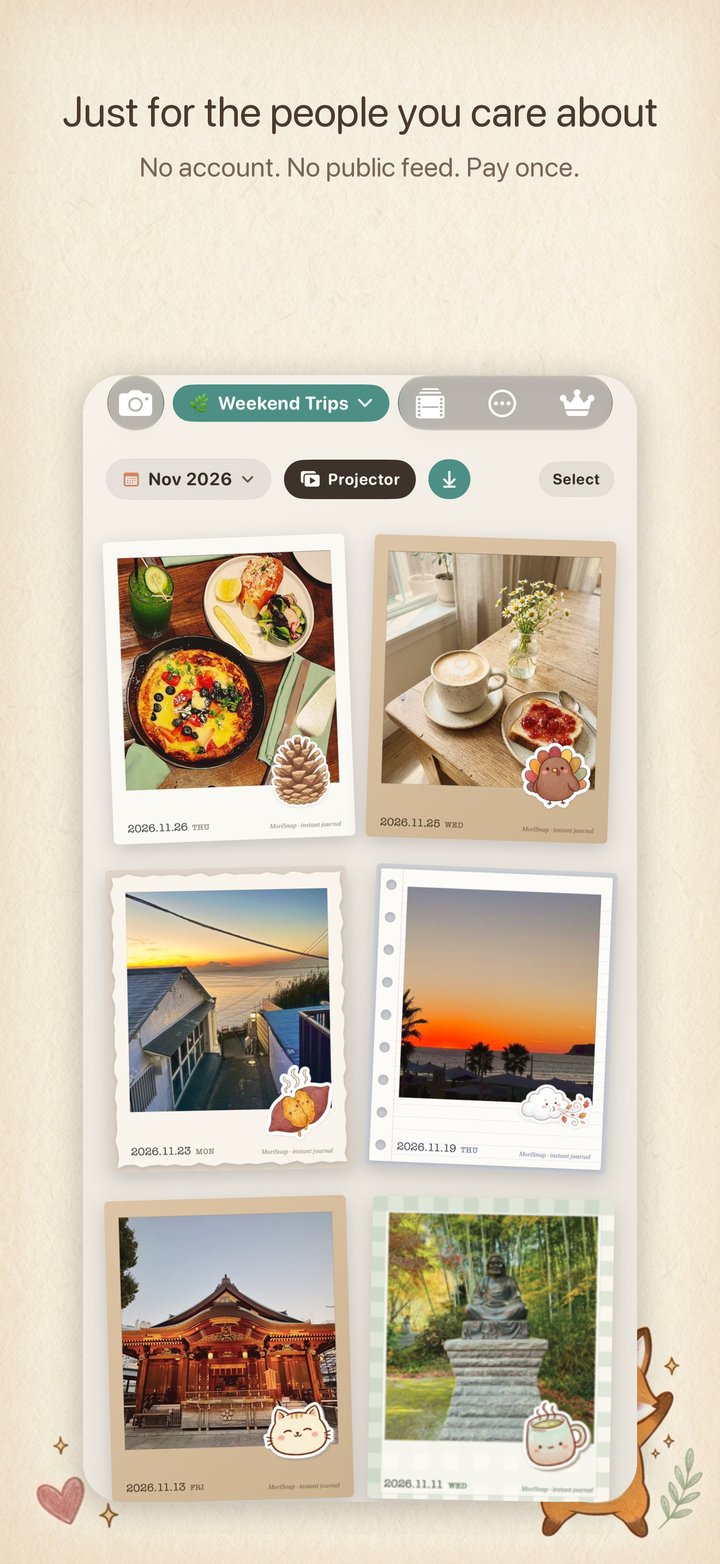 Just for the people you care about
No account. No public feed. Pay once.
Weekend Trips
Nov 2026
Projector
Select
2026.11.26 THU
MoriSnap · instant journal
2026.11.25 WED
MoriSnap · instant journal
2026.11.23 MON
MoriSnap · instant journal
2026.11.19 THU
MoriSnap · instant journal
2026.11.13 FRI
MoriSnap · instant journal
2026.11.11 WED
MoriSnap · instant journal